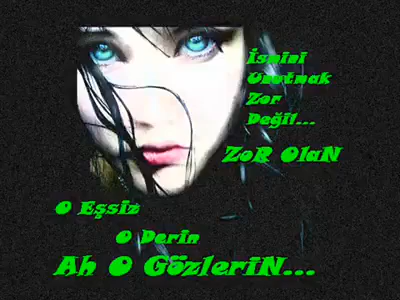 İsmini
Unutmak
Zor
Değil...
ZoR OlaN
O Eşsiz
O Derin
Ah O GözleriN...